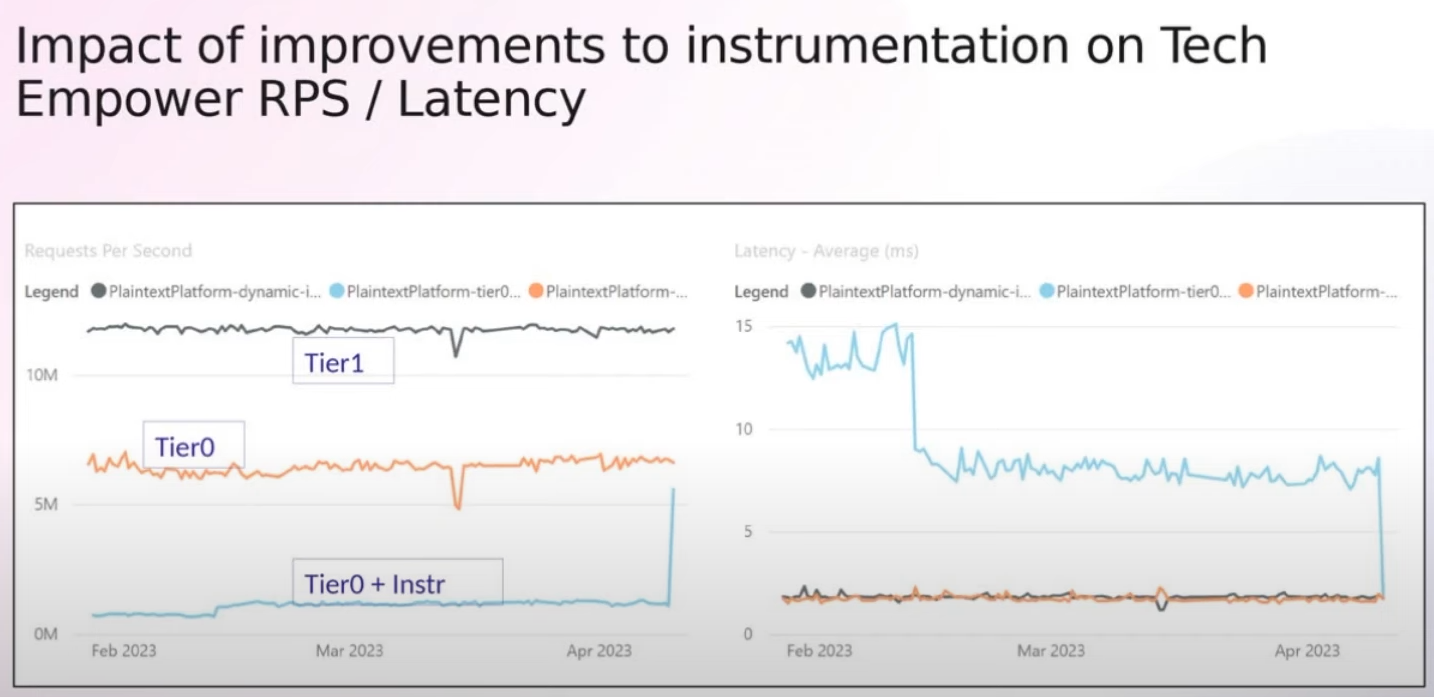 Impact of improvements to instrumentation on Tech
Empower RPS / Latency
Requests Per Second
Legend PlaintextPlatform-dynamic-i... PlaintextPlatform-tier0... PlaintextPlatform-...
10M
Tier1
Tier0
5M
Tier0 + Instr
0M
Feb 2023 Mar 2023 Apr 2023
Latency - Average (ms)
Legend PlaintextPlatform-dynamic-i... PlaintextPlatform-tier0... PlaintextPlatform-...
15
10
5
0
Feb 2023 Mar 2023 Apr 2023